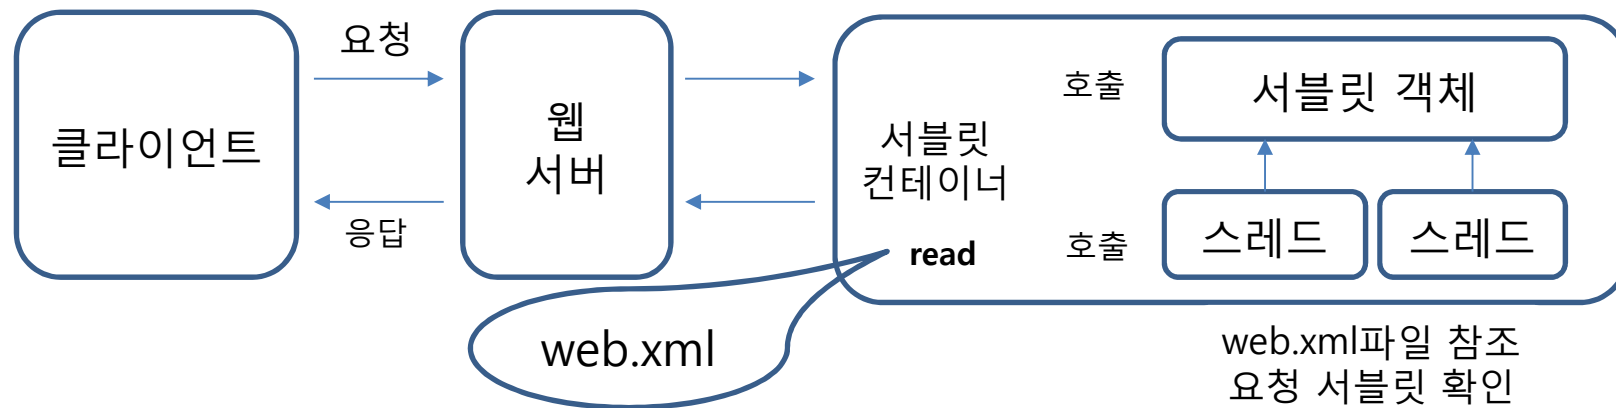 클라이언트
요청
응답
웹
서버
서블릿
컨테이너
read
호출
서블릿 객체
호출
스레드
스레드
web.xml
web.xml파일 참조
요청 서블릿 확인